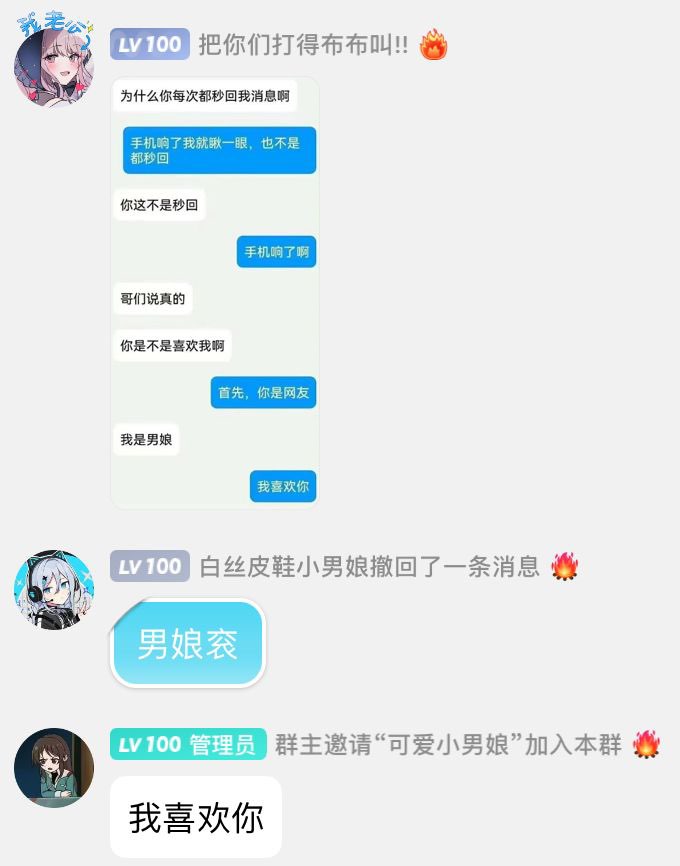 我老公
LV 100 把你们打得布布叫!!
为什么你每次都秒回我消息啊
手机响了我就瞅一眼，也不是
都秒回
你这不是秒回
手机响了啊
哥们说真的
你是不是喜欢我啊
首先，你是网友
我是男娘
我喜欢你
LV 100 白丝皮鞋小男娘撤回了一条消息
男娘衮
LV 100 管理员 群主邀请“可爱小男娘”加入本群
我喜欢你